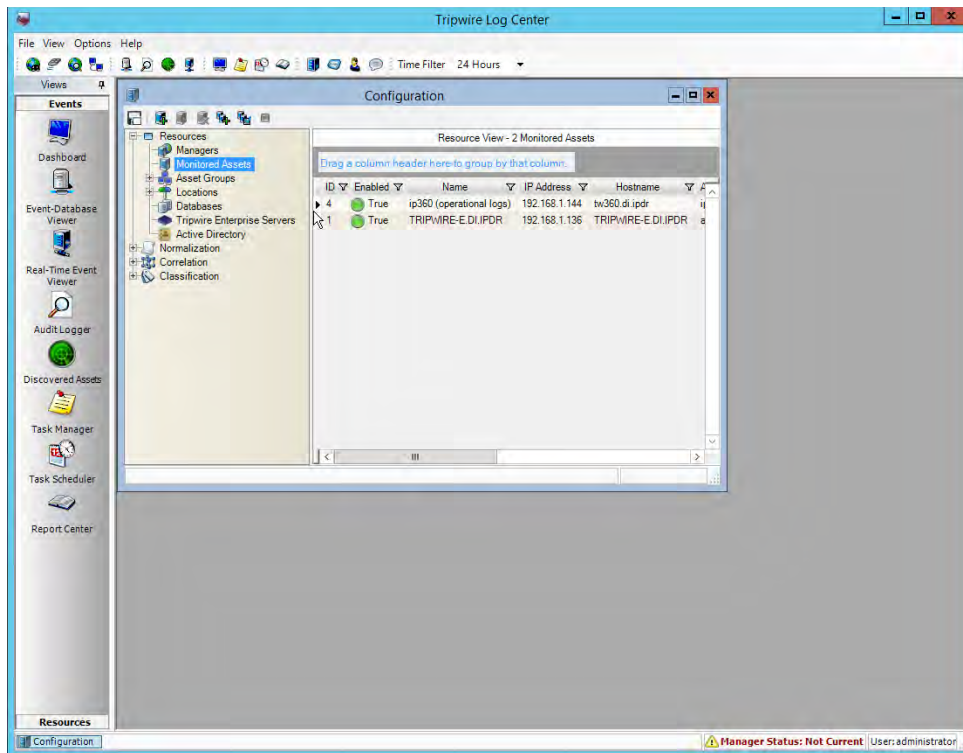 Tripwire Log Center
File View Options Help
Time Filter 24 Hours
Views
Events
Dashboard
Event-Database
Viewer
Real-Time Event
Viewer
Audit Logger
Discovered Assets
Task Manager
Task Scheduler
Report Center
Resources
Configuration
Resources
Managers
Monitored Assets
Asset Groups
Locations
Databases
Tripwire Enterprise Servers
Active Directory
Normalization
Correlation
Classification
Resource View - 2 Monitored Assets
Drag a column header here to group by that column.
ID Enabled Name IP Address Hostname A
4 True ip360 (operational logs) 192.168.1.144 tw360.di.ipdr
1 True TRIPWIRE-E.DI.IPDR 192.168.1.136 TRIPWIRE-E.DI.IPDR a
Configuration
Manager Status: Not Current User: administrator